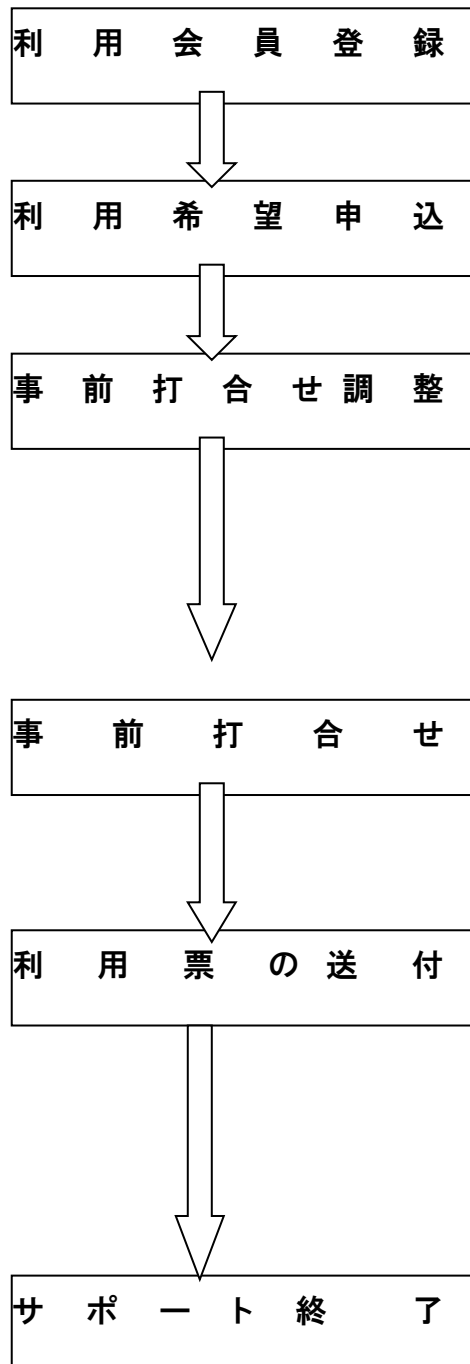 利用会員登録
利用希望申込
事前打合せ調整
事前打合せ
利用票の送付
サポート終了